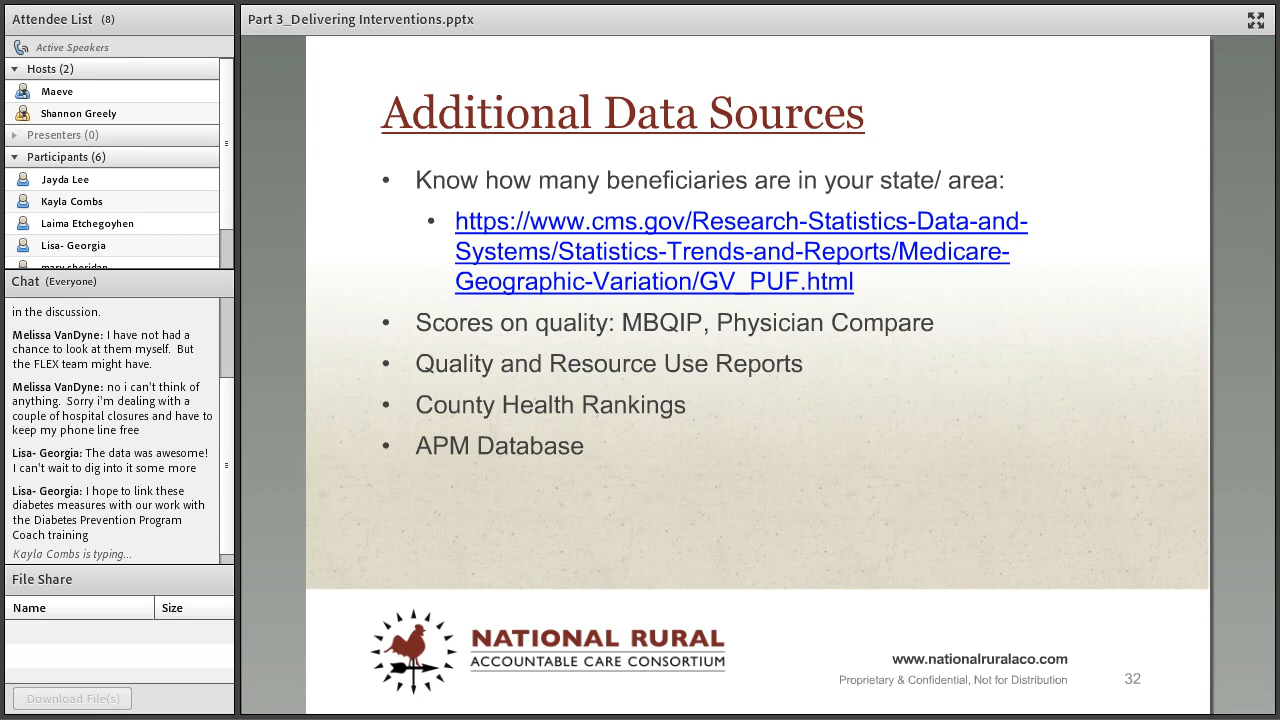 Attendee List (8)
Active Speakers
Hosts (2)
Maeve
Shannon Greely
Presenters (0)
Participants (6)
Jayda Lee
Kayla Combs
Laima Etchegoyhen
Lisa- Georgia
mary sheridan
Chat (Everyone)
in the discussion.
Melissa VanDyne: I have not had a
chance to look at them myself.  But
the FLEX team might have.
Melissa VanDyne: no i can't think of
anything.  Sorry i'm dealing with a
couple of hospital closures and have to
keep my phone line free
Lisa- Georgia: The data was awesome!
I can't wait to dig into it some more
Lisa- Georgia: I hope to link these
diabetes measures with our work with
the Diabetes Prevention Program
Coach training
Kayla Combs is typing...
File Share
Name Size
Download File(s)
Part 3_Delivering Interventions.pptx
Additional Data Sources
• Know how many beneficiaries are in your state/ area:
• https://www.cms.gov/Research-Statistics-Data-and-
Systems/Statistics-Trends-and-Reports/Medicare-
Geographic-Variation/GV_PUF.html
• Scores on quality: MBQIP, Physician Compare
• Quality and Resource Use Reports
• County Health Rankings
• APM Database
NATIONAL RURAL
ACCOUNTABLE CARE CONSORTIUM
www.nationalruralaco.com
Proprietary & Confidential, Not for Distribution
32